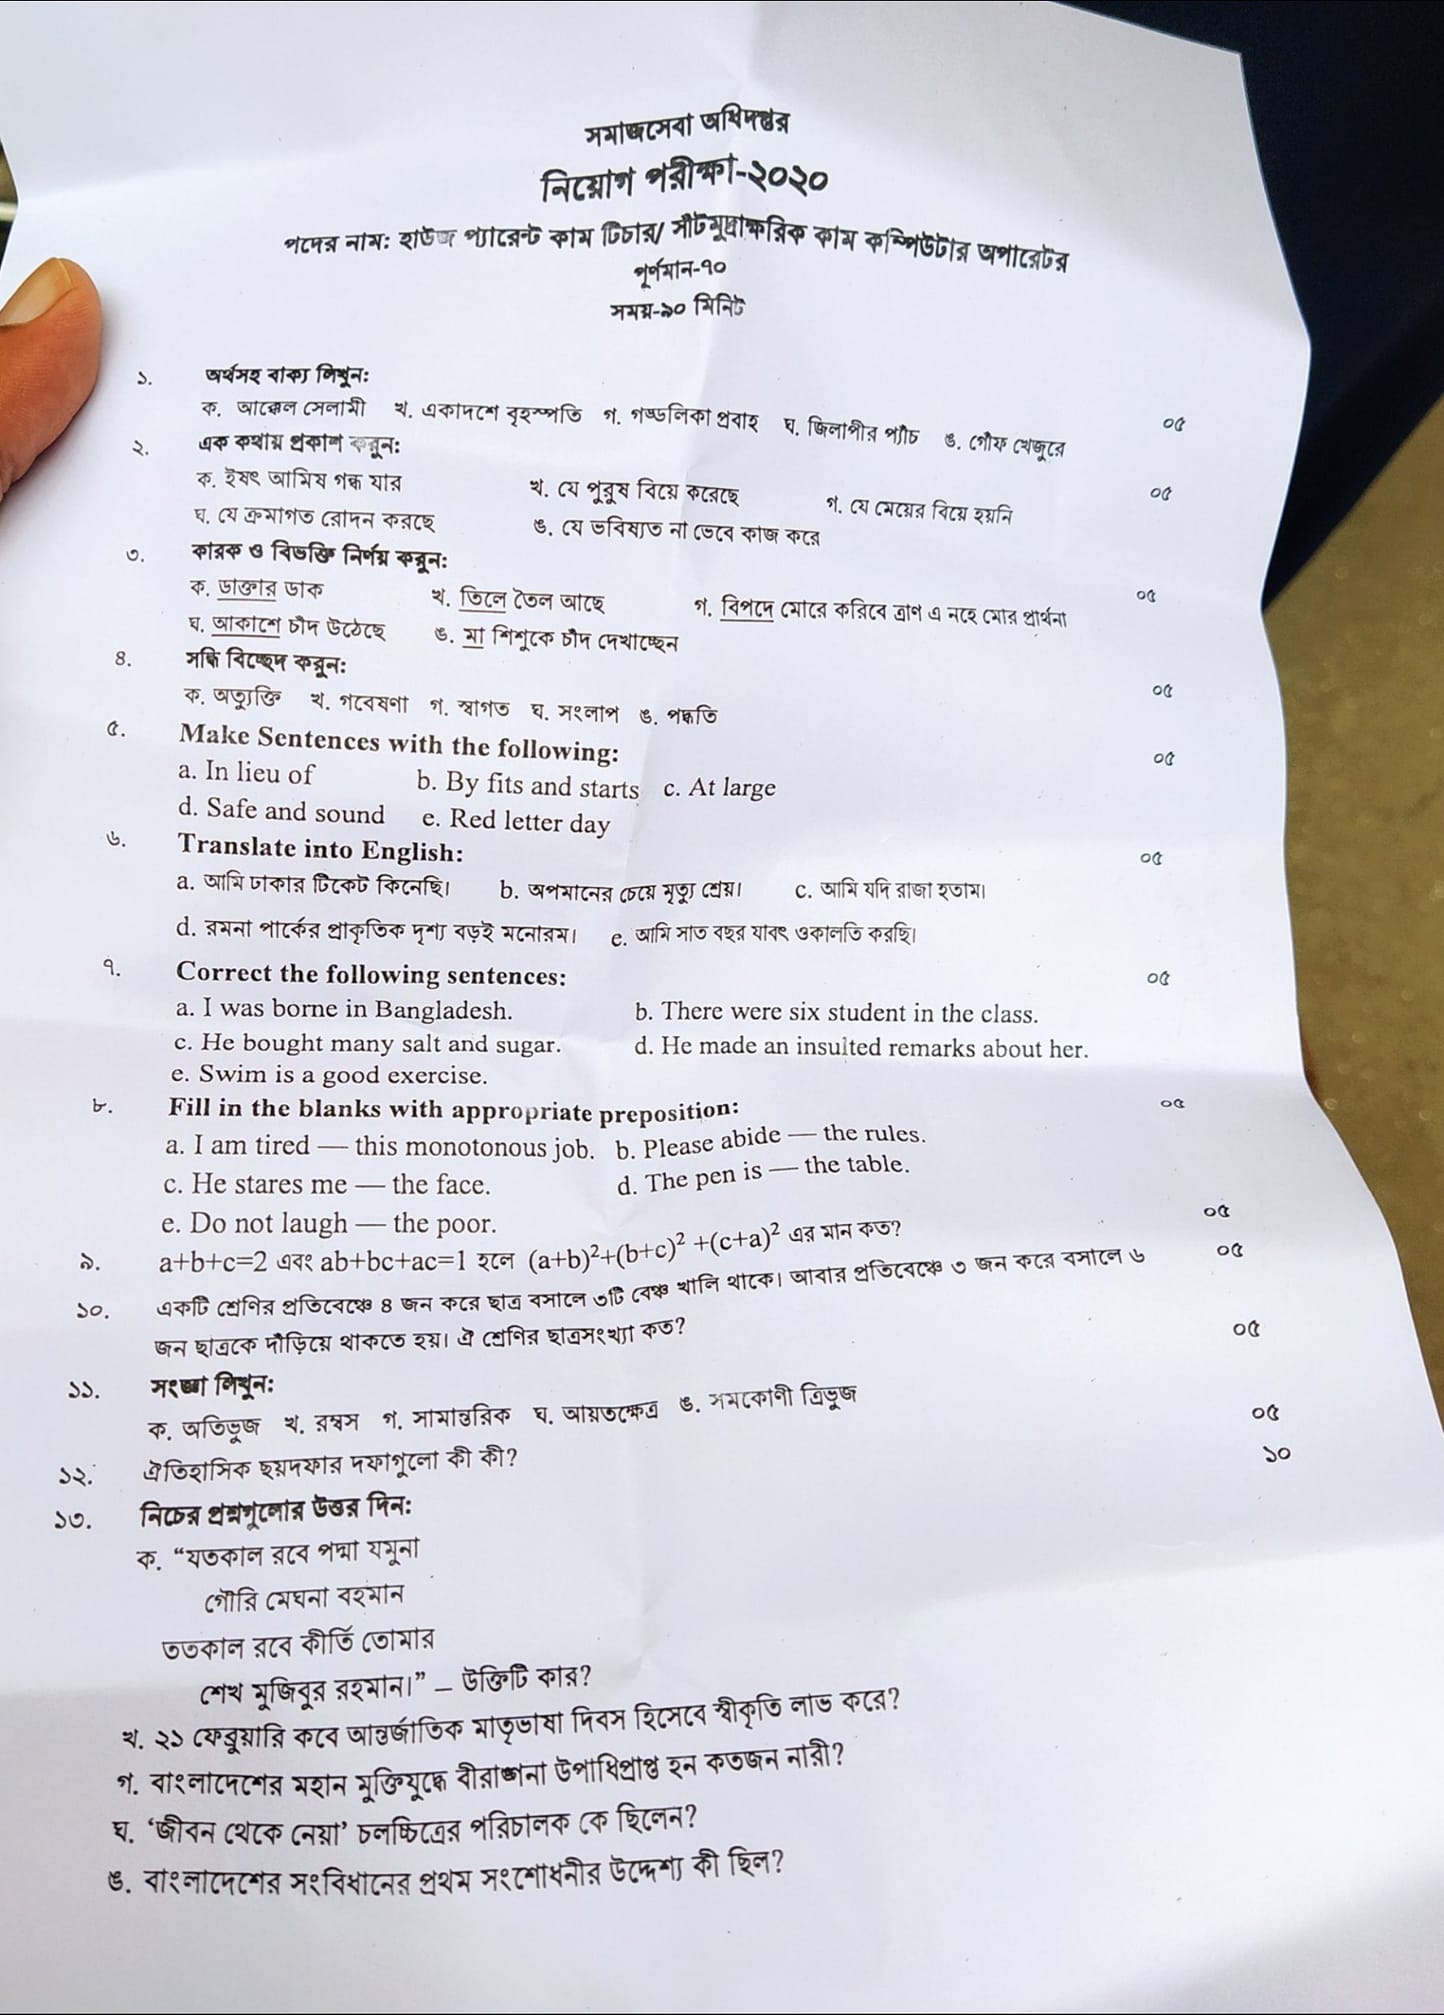 সমাজসেবা অধিদপ্তর
নিয়োগ পরীক্ষা-২০২০
পদের নাম: হাউজ প্যারেন্ট কাম টিচার/ সাঁটমুদ্রাক্ষরিক কাম কম্পিউটার অপারেটর
পূর্ণমান-৭০
সময়-৯০ মিনিট
১. অর্থসহ বাক্য লিখুন:
ক. আক্কেল সেলামী খ. একাদশে বৃহস্পতি গ. গড্ডলিকা প্রবাহ ঘ. জিলাপীর প্যাঁচ ঙ. গোঁফ খেজুরে ০৫
২. এক কথায় প্রকাশ করুন:
ক. ইষৎ আমিষ গন্ধ যার খ. যে পুরুষ বিয়ে করেছে গ. যে মেয়ের বিয়ে হয়নি ০৫
ঘ. যে ক্রমাগত রোদন করছে ঙ. যে ভবিষ্যত না ভেবে কাজ করে
৩. কারক ও বিভক্তি নির্ণয় করুন:
ক. ডাক্তার ডাক খ. তিলে তৈল আছে গ. বিপদে মোরে করিবে ত্রাণ এ নহে মোর প্রার্থনা ০৫
ঘ. আকাশে চাঁদ উঠেছে ঙ. মা শিশুকে চাঁদ দেখাচ্ছেন
৪. সন্ধি বিচ্ছেদ করুন:
ক. অত্যুক্তি খ. গবেষণা গ. স্বাগত ঘ. সংলাপ ঙ. পদ্ধতি ০৫
৫. Make Sentences with the following: ০৫
a. In lieu of b. By fits and starts c. At large
d. Safe and sound e. Red letter day
৬. Translate into English: ০৫
a. আমি ঢাকার টিকেট কিনেছি। b. অপমানের চেয়ে মৃত্যু শ্রেয়। c. আমি যদি রাজা হতাম।
d. রমনা পার্কের প্রাকৃতিক দৃশ্য বড়ই মনোরম। e. আমি সাত বছর যাবৎ ওকালতি করছি।
৭. Correct the following sentences: ০৫
a. I was borne in Bangladesh. b. There were six student in the class.
c. He bought many salt and sugar. d. He made an insulted remarks about her.
e. Swim is a good exercise.
৮. Fill in the blanks with appropriate preposition: ০৫
a. I am tired — this monotonous job. b. Please abide — the rules.
c. He stares me — the face. d. The pen is — the table.
e. Do not laugh — the poor.
৯. a+b+c=2 এবং ab+bc+ac=1 হলে (a+b)²+(b+c)² +(c+a)² এর মান কত? ০৫
১০. একটি শ্রেণির প্রতিবেঞ্চে ৪ জন করে ছাত্র বসালে ৩টি বেঞ্চ খালি থাকে। আবার প্রতিবেঞ্চে ৩ জন করে বসালে ৬ ০৫
জন ছাত্রকে দাঁড়িয়ে থাকতে হয়। ঐ শ্রেণির ছাত্রসংখ্যা কত?
১১. সংজ্ঞা লিখুন: ০৫
ক. অতিভুজ খ. রম্বস গ. সামান্তরিক ঘ. আয়তক্ষেত্র ঙ. সমকোণী ত্রিভুজ
১২. ঐতিহাসিক ছয়দফার দফাগুলো কী কী? ০৫
১৩. নিচের প্রশ্নগুলোর উত্তর দিন: ১০
ক. “যতকাল রবে পদ্মা যমুনা
গৌরি মেঘনা বহমান
ততকাল রবে কীর্তি তোমার
শেখ মুজিবুর রহমান।” – উক্তিটি কার?
খ. ২১ ফেব্রুয়ারি কবে আন্তর্জাতিক মাতৃভাষা দিবস হিসেবে স্বীকৃতি লাভ করে?
গ. বাংলাদেশের মহান মুক্তিযুদ্ধে বীরাঙ্গনা উপাধিপ্রাপ্ত হন কতজন নারী?
ঘ. ‘জীবন থেকে নেয়া’ চলচ্চিত্রের পরিচালক কে ছিলেন?
ঙ. বাংলাদেশের সংবিধানের প্রথম সংশোধনীর উদ্দেশ্য কী ছিল?